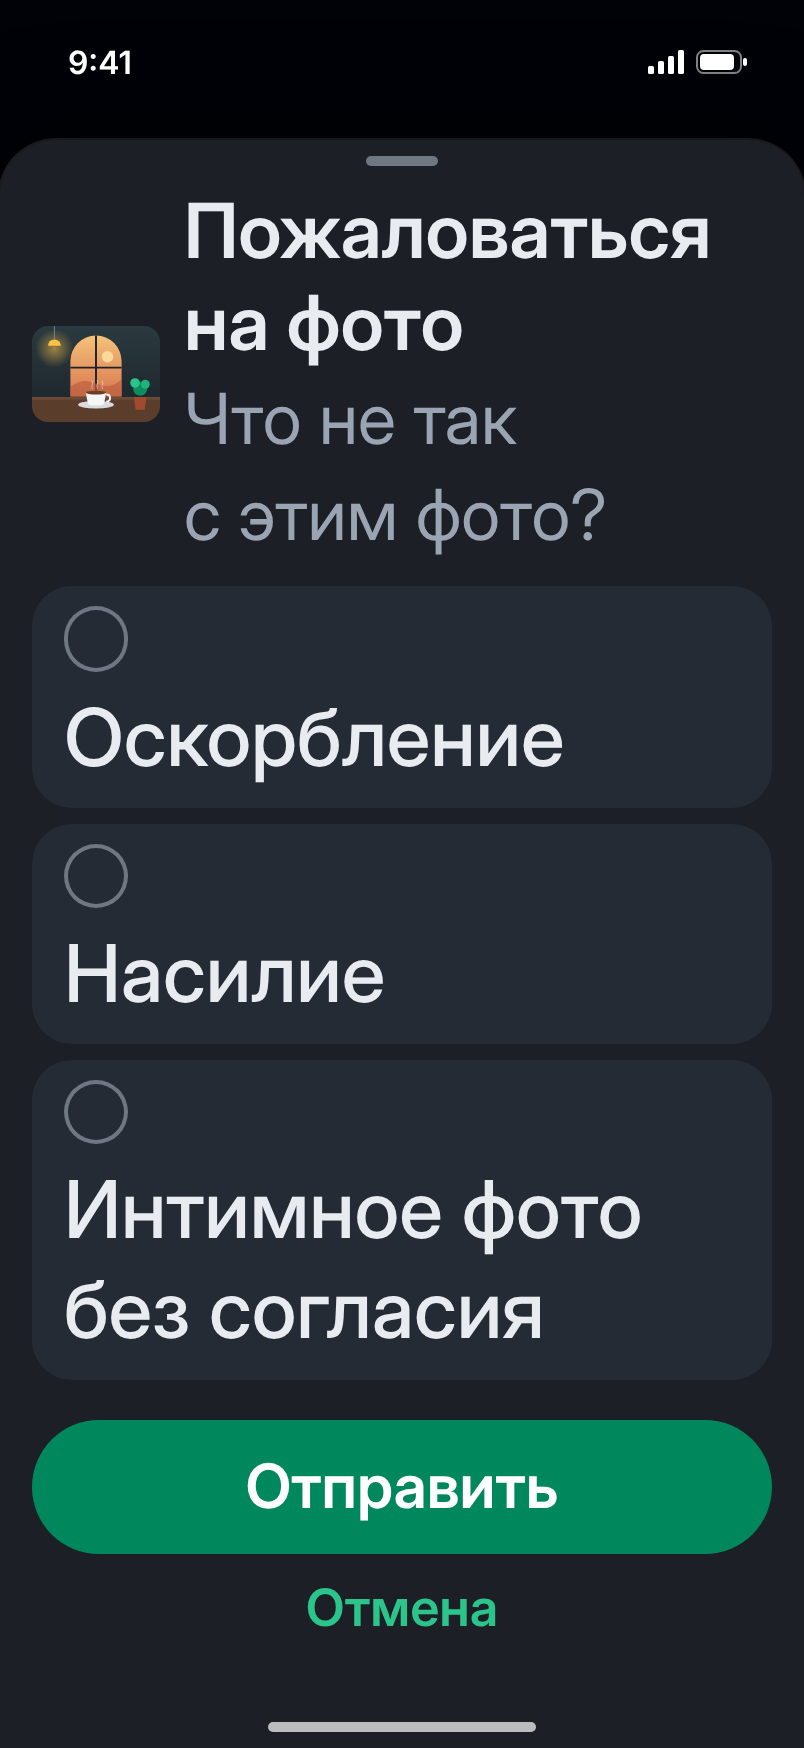 9:41
Пожаловаться
на фото
Что не так
с этим фото?
Оскорбление
Насилие
Интимное фото
без согласия
Отправить
Отмена